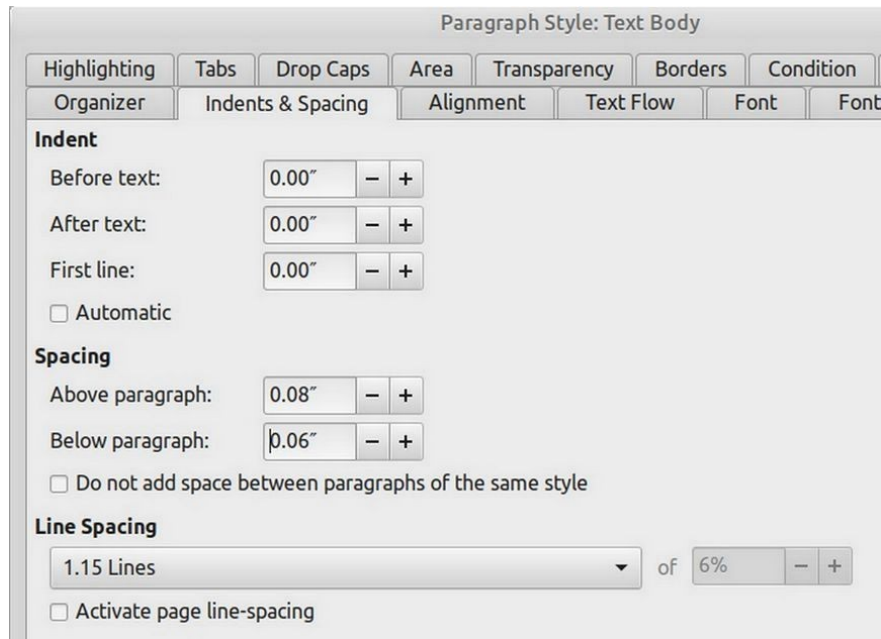 Paragraph Style: Text Body
Highlighting Tabs Drop Caps Area Transparency Borders Condition
Organizer Indents & Spacing Alignment Text Flow Font Font
Indent
Before text: 0.00″ − +
After text: 0.00″ − +
First line: 0.00″ − +
Automatic
Spacing
Above paragraph: 0.08″ − +
Below paragraph: 0.06″ − +
Do not add space between paragraphs of the same style
Line Spacing
1.15 Lines of 6% − +
Activate page line-spacing